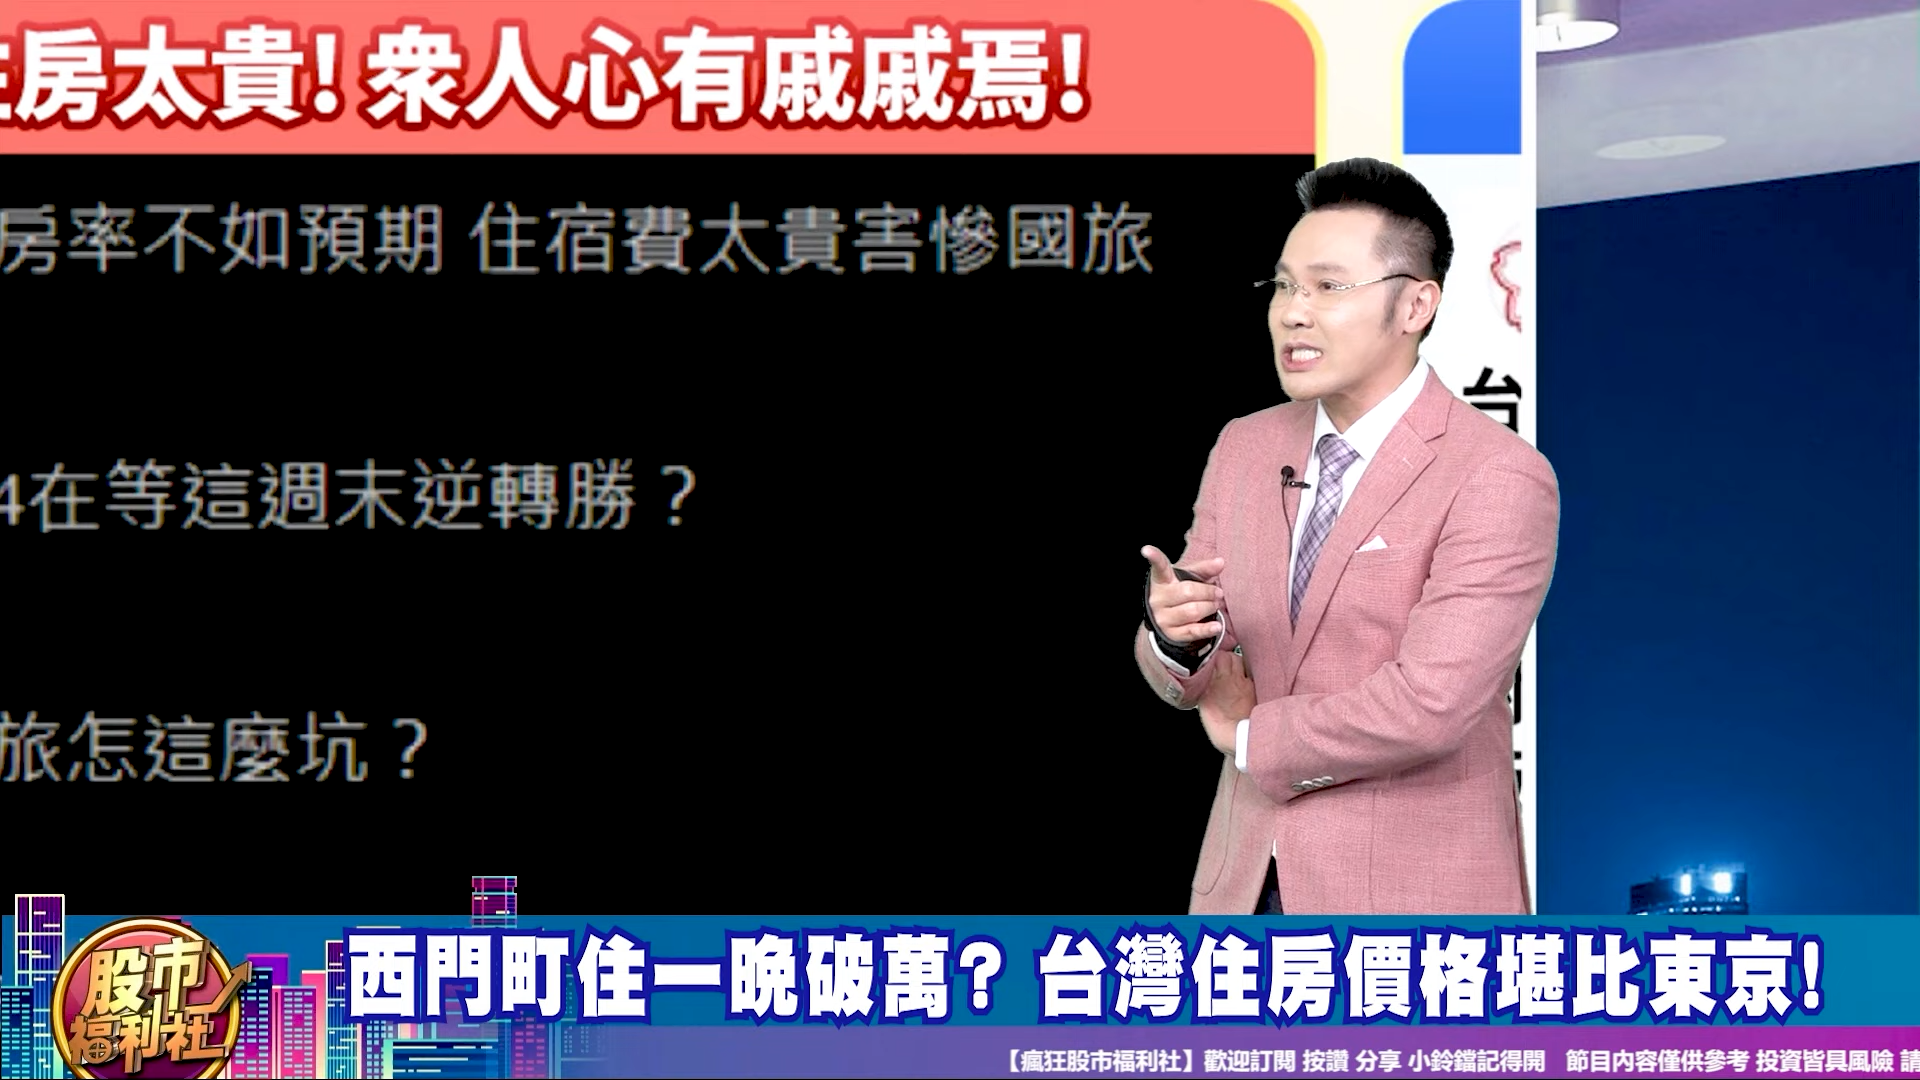 住房太貴! 衆人心有戚戚焉!
房率不如預期 住宿費太貴害慘國旅
4在等這週末逆轉勝？
旅怎這麼坑？
台
西門町住一晚破萬? 台灣住房價格堪比東京!
股市
福利社
【瘋狂股市福利社】歡迎訂閱 按讚 分享 小鈴鐺記得開 節目內容僅供參考 投資皆具風險 請